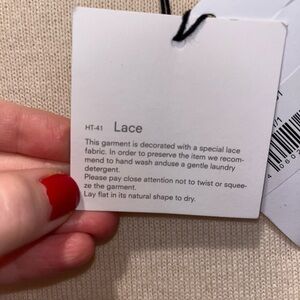 HT-41 Lace
This garment is decorated with a special lace
fabric. In order to preserve the item we recom-
mend to hand wash anduse a gentle laundry
detergent.
Please pay close attention not to twist or squee-
ze the garment.
Lay flat in its natural shape to dry.